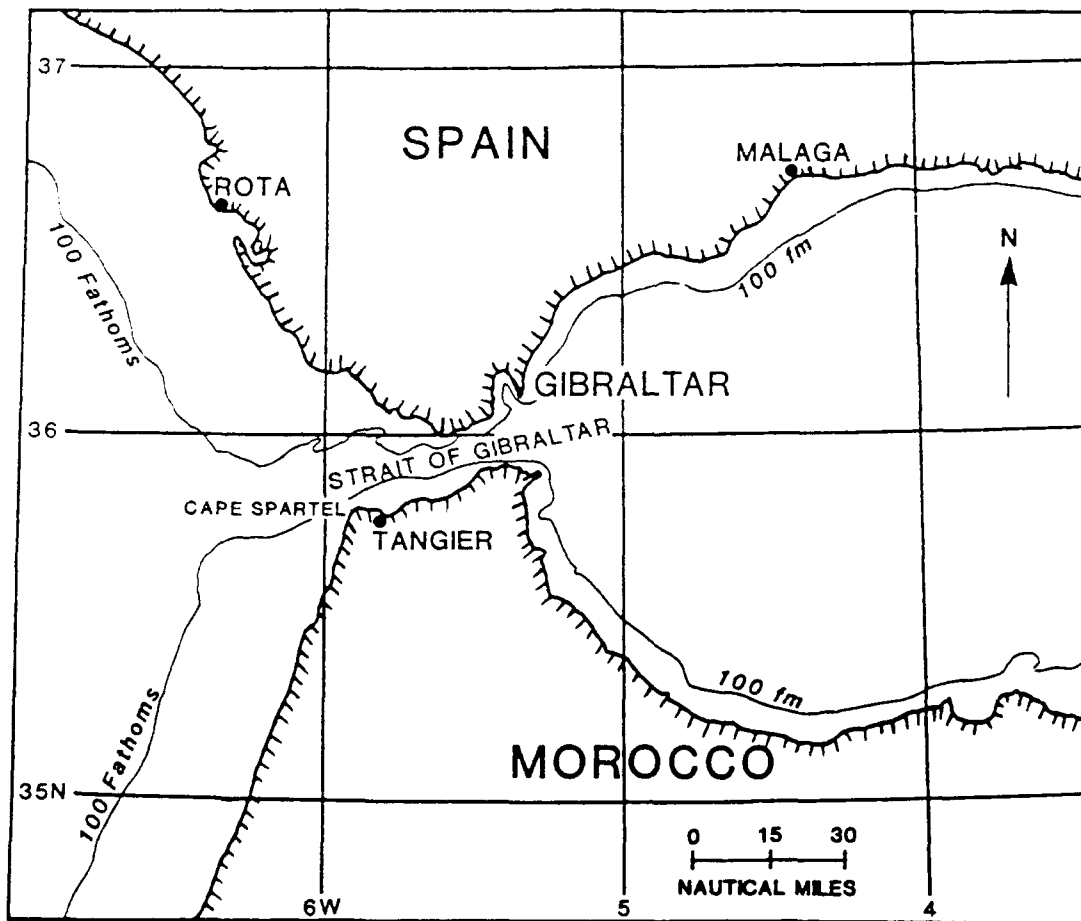 37
SPAIN
MALAGA
ROTA
N
100 Fathoms
100 fm
GIBRALTAR
36
STRAIT OF GIBRALTAR
CAPE SPARTEL
TANGIER
100 fm
100 Fathoms
MOROCCO
35N
0 15 30
NAUTICAL MILES
6W 5 4